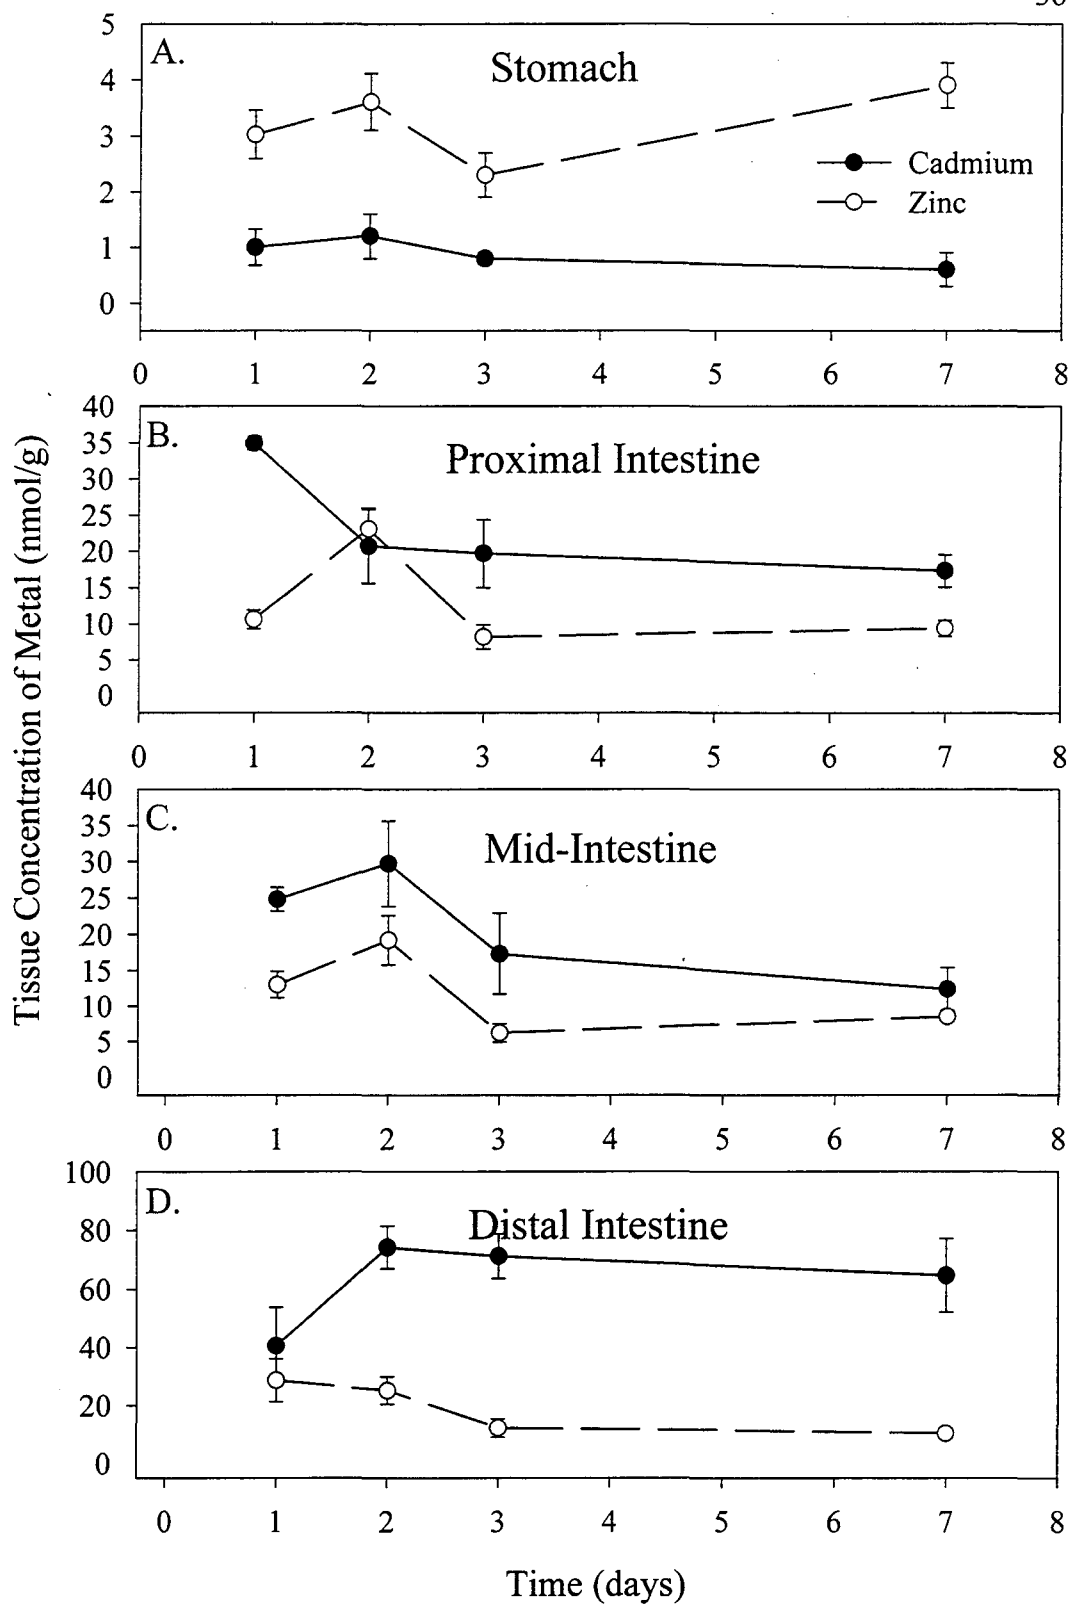 5
A.
Stomach
4
3
Cadmium
2
Zinc
1
0
0 1 2 3 4 5 6 7 8
40
B.
35
Proximal Intestine
30
25
20
15
10
5
0
0 1 2 3 4 5 6 7 8
Tissue Concentration of Metal (nmol/g)
40
C.
35
Mid-Intestine
30
25
20
15
10
5
0
0 1 2 3 4 5 6 7 8
100
D.
80
Distal Intestine
60
40
20
0
0 1 2 3 4 5 6 7 8
Time (days)